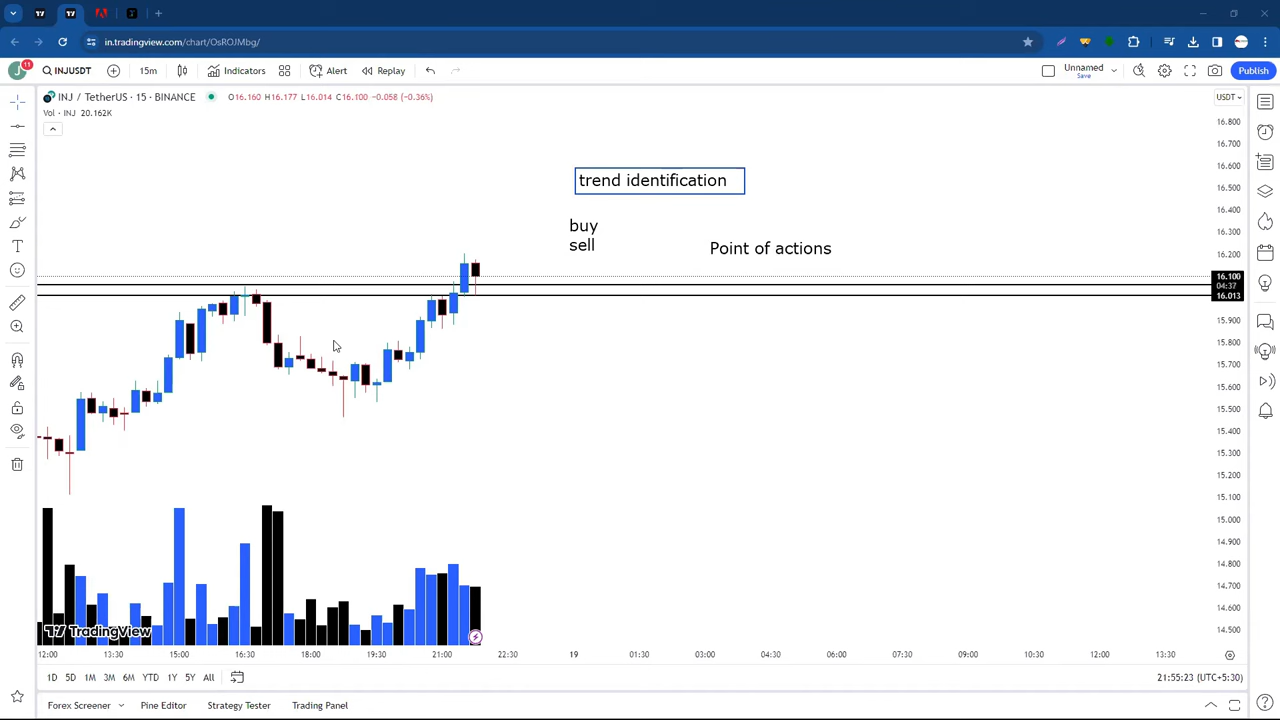 in.tradingview.com/chart/OsROJMbg/
J
11
INJUSDT
15m
Indicators
Alert
Replay
Unnamed
Save
Publish
INJ / TetherUS · 15 · BINANCE
O16.160 H16.177 L16.014 C16.100 −0.058 (−0.36%)
USDT
Vol · INJ 20.162K
trend identification
buy
sell
Point of actions
16.800
16.700
16.600
16.500
16.400
16.300
16.200
16.100
04:37
16.013
15.900
15.800
15.700
15.600
15.500
15.400
15.300
15.200
15.100
15.000
14.900
14.800
14.700
14.600
14.500
TradingView
12:00 13:30 15:00 16:30 18:00 19:30 21:00 22:30 19 01:30 03:00 04:30 06:00 07:30 09:00 10:30 12:00 13:30
1D 5D 1M 3M 6M YTD 1Y 5Y All
21:55:23 (UTC+5:30)
Forex Screener Pine Editor Strategy Tester Trading Panel